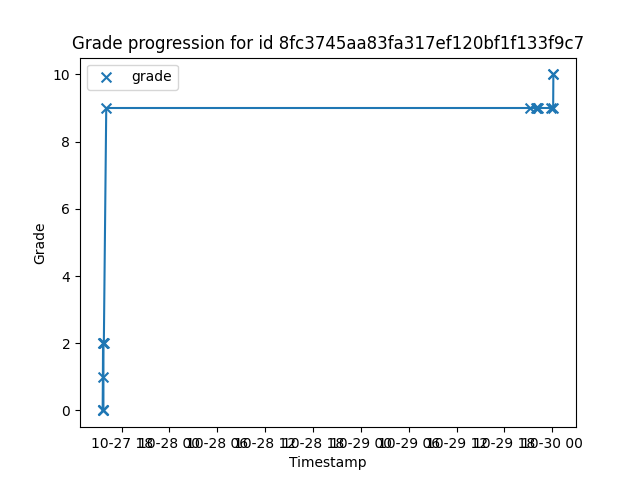 Grade progression for id 8fc3745aa83fa317ef120bf1f133f9c7
grade
10
8
6
4
2
0
Grade
10-27 18 10-28 00 10-28 06 10-28 12 10-28 18 10-29 00 10-29 06 10-29 12 10-29 18 10-30 00
Timestamp